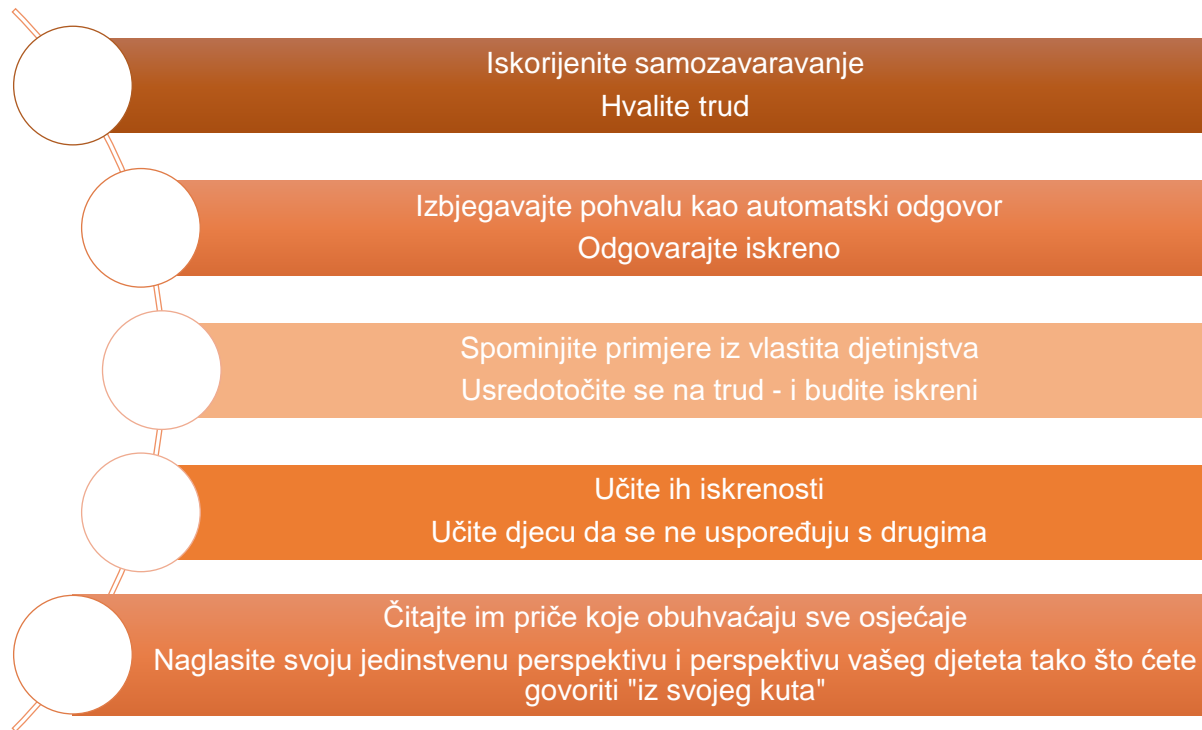 Iskorijenite samozavaravanje
Hvalite trud
Izbjegavajte pohvalu kao automatski odgovor
Odgovarajte iskreno
Spominjite primjere iz vlastita djetinjstva
Usredotočite se na trud - i budite iskreni
Učite ih iskrenosti
Učite djecu da se ne uspoređuju s drugima
Čitajte im priče koje obuhvaćaju sve osjećaje
Naglasite svoju jedinstvenu perspektivu i perspektivu vašeg djeteta tako što ćete
govoriti "iz svojeg kuta"